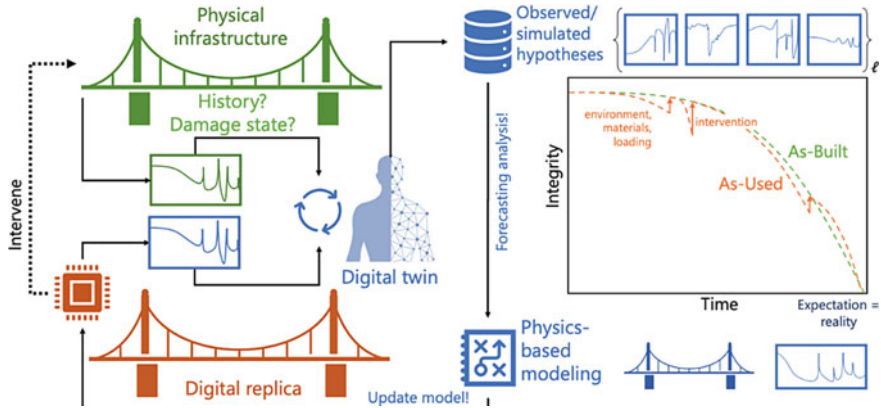 Physical
infrastructure
History?
Damage state?
Intervene
Digital twin
Digital replica
Update model!
Observed/
simulated
hypotheses
ℓ
Forecasting analysis!
Physics-
based
modeling
Integrity
environment,
materials,
loading
intervention
As-Built
As-Used
Time
Expectation =
reality